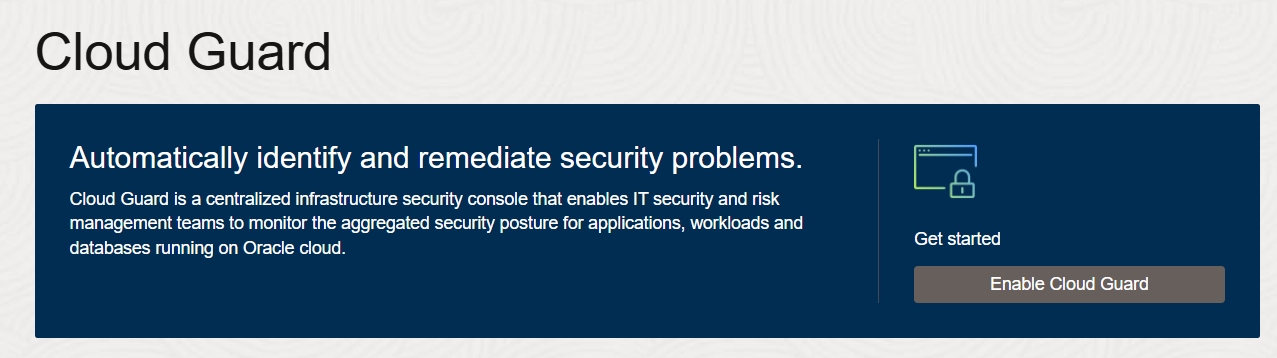 Cloud Guard
Automatically identify and remediate security problems.
Cloud Guard is a centralized infrastructure security console that enables IT security and risk
management teams to monitor the aggregated security posture for applications, workloads and
databases running on Oracle cloud.
Get started
Enable Cloud Guard